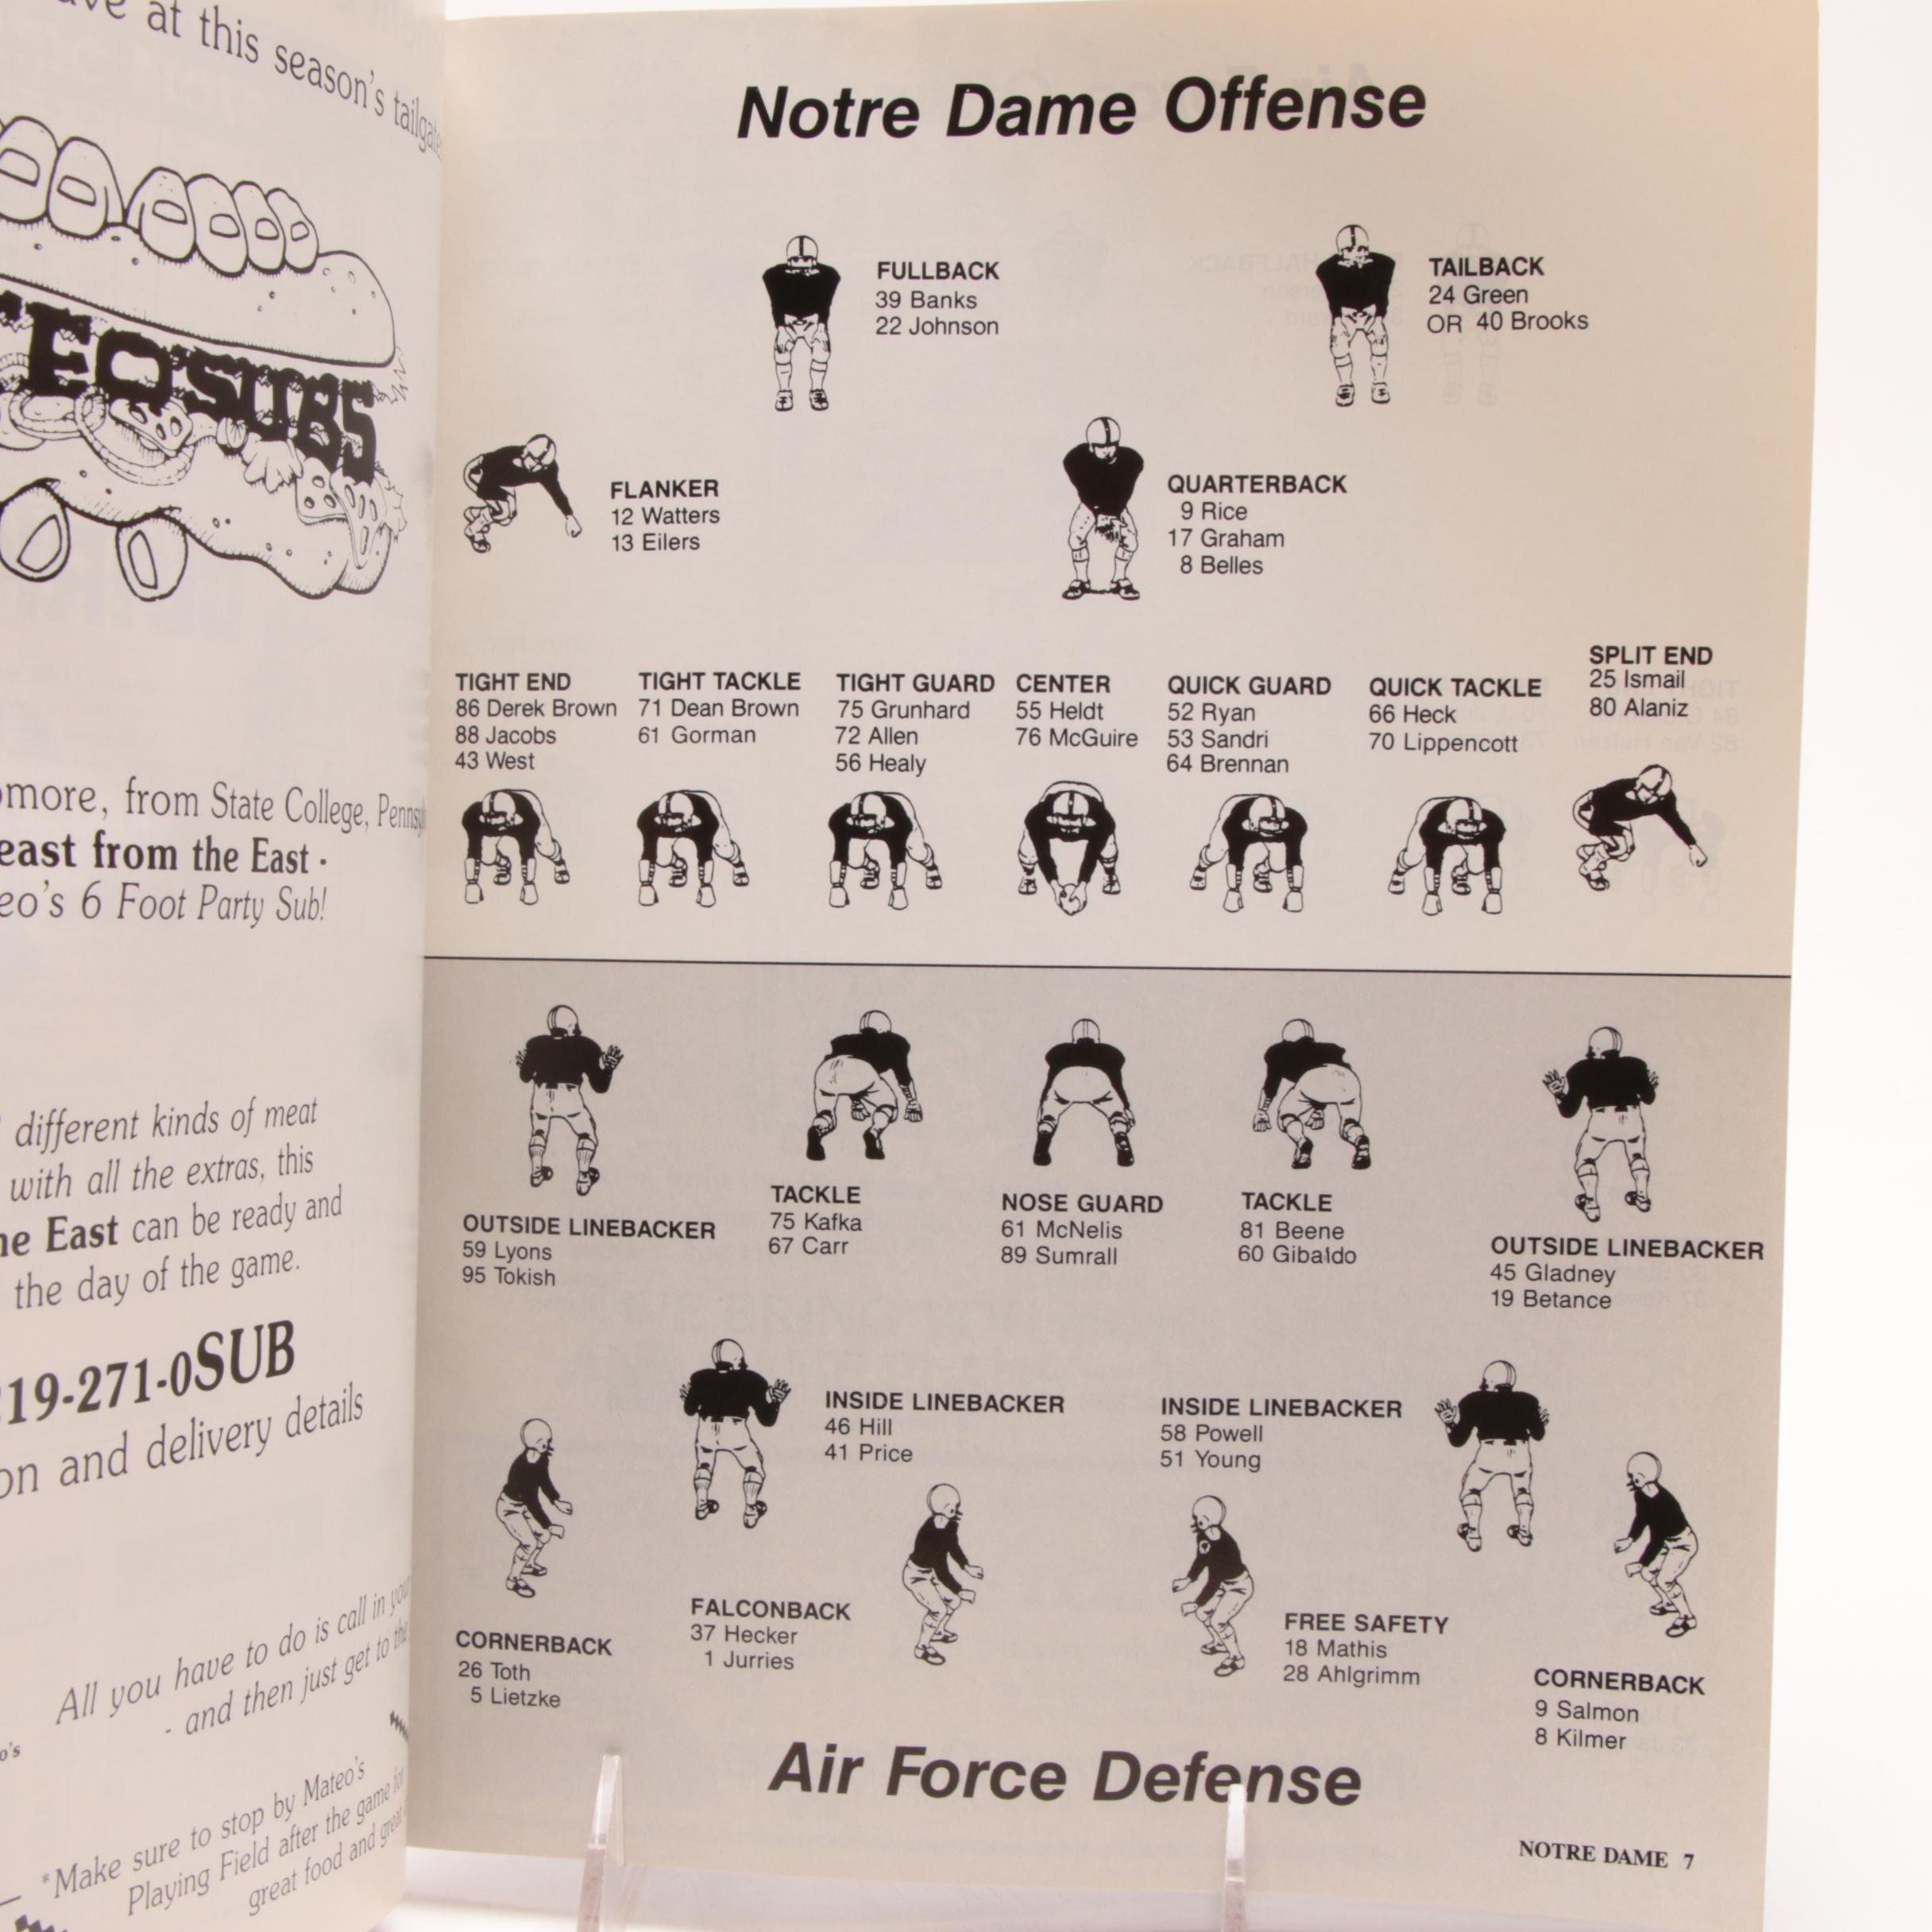 at this season's
EO'SUBS
from State College,
from the East -
6 Foot Party Sub!
different kinds of meat
with all the extras, this
East can be ready and
the day of the game.
19-271-0SUB
and delivery details
All you have to do is call in
- and then just get to the
*Make sure to stop by Mateo's
Playing Field after the game for
great food and great
Notre Dame Offense
FULLBACK
39 Banks
22 Johnson
TAILBACK
24 Green
OR 40 Brooks
FLANKER
12 Watters
13 Eilers
QUARTERBACK
9 Rice
17 Graham
8 Belles
TIGHT END
86 Derek Brown
88 Jacobs
43 West
TIGHT TACKLE
71 Dean Brown
61 Gorman
TIGHT GUARD
75 Grunhard
72 Allen
56 Healy
CENTER
55 Heldt
76 McGuire
QUICK GUARD
52 Ryan
53 Sandri
64 Brennan
QUICK TACKLE
66 Heck
70 Lippencott
SPLIT END
25 Ismail
80 Alaniz
OUTSIDE LINEBACKER
59 Lyons
95 Tokish
TACKLE
75 Kafka
67 Carr
NOSE GUARD
61 McNelis
89 Sumrall
TACKLE
81 Beene
60 Gibaldo
OUTSIDE LINEBACKER
45 Gladney
19 Betance
INSIDE LINEBACKER
46 Hill
41 Price
INSIDE LINEBACKER
58 Powell
51 Young
CORNERBACK
26 Toth
5 Lietzke
FALCONBACK
37 Hecker
1 Jurries
FREE SAFETY
18 Mathis
28 Ahlgrimm
CORNERBACK
9 Salmon
8 Kilmer
Air Force Defense
NOTRE DAME 7